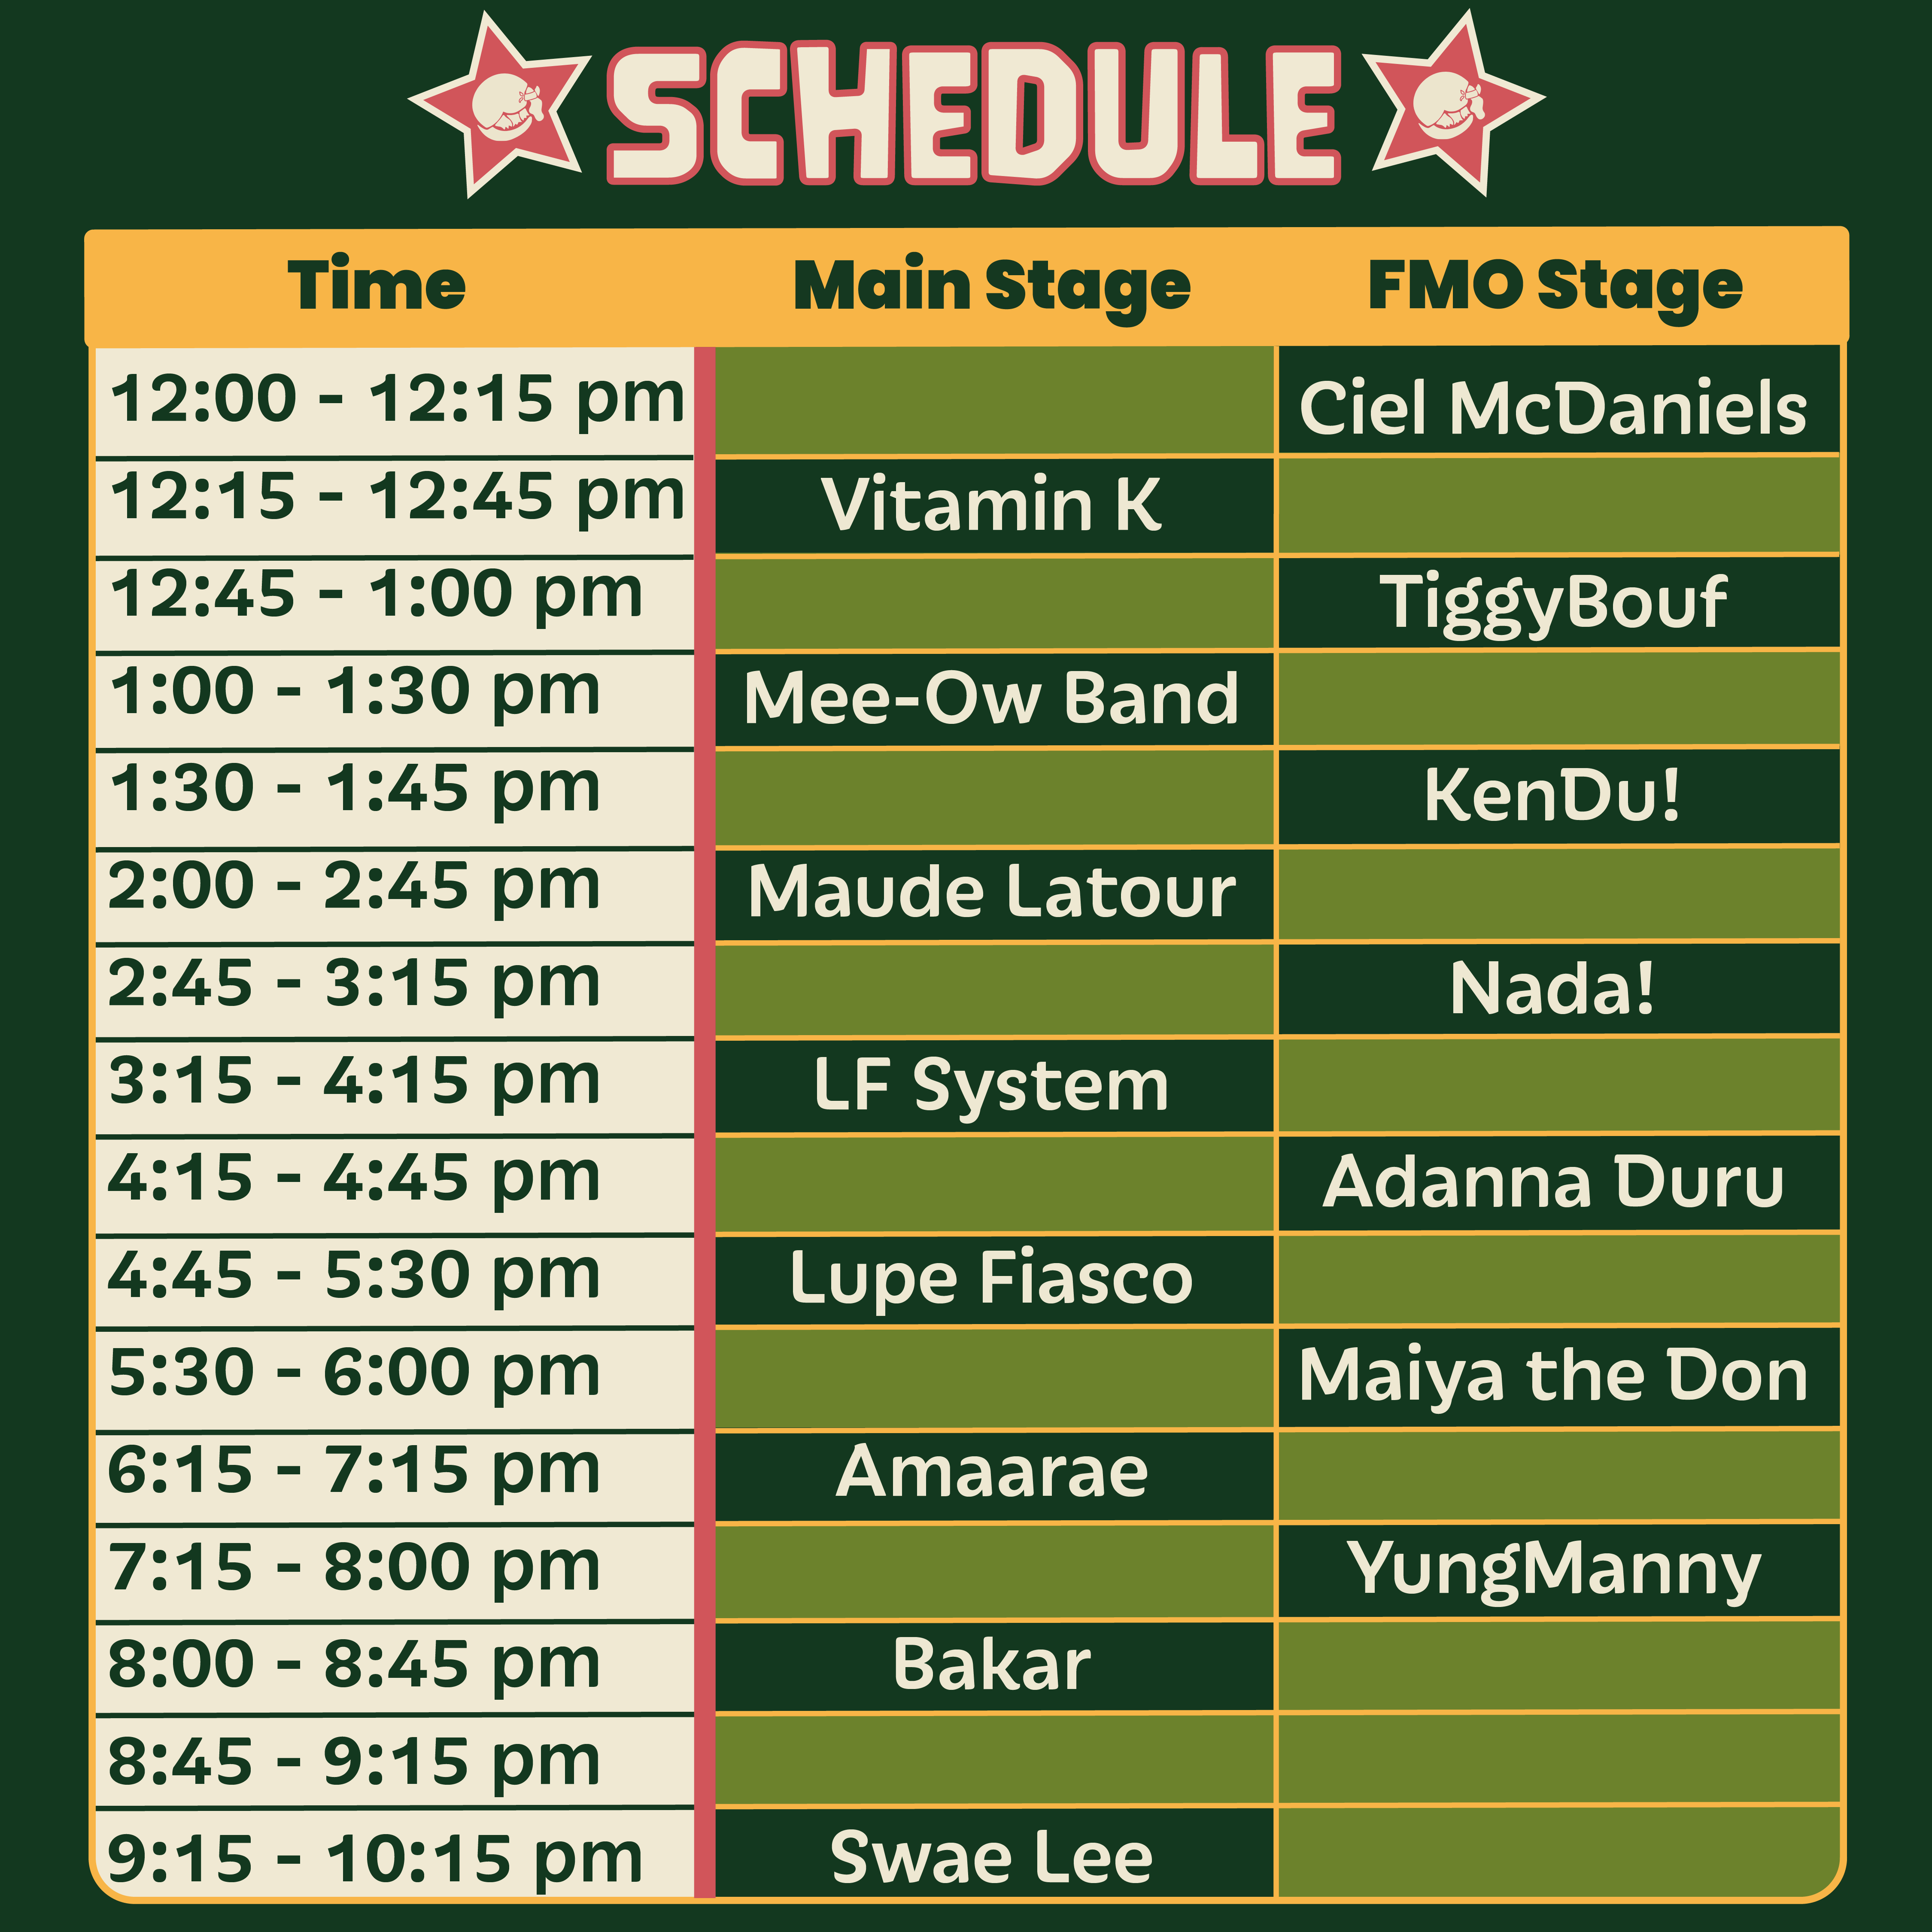 SCHEDULE
Time Main Stage FMO Stage
12:00 - 12:15 pm Ciel McDaniels
12:15 - 12:45 pm Vitamin K
12:45 - 1:00 pm TiggyBouf
1:00 - 1:30 pm Mee-Ow Band
1:30 - 1:45 pm KenDu!
2:00 - 2:45 pm Maude Latour
2:45 - 3:15 pm Nada!
3:15 - 4:15 pm LF System
4:15 - 4:45 pm Adanna Duru
4:45 - 5:30 pm Lupe Fiasco
5:30 - 6:00 pm Maiya the Don
6:15 - 7:15 pm Amaarae
7:15 - 8:00 pm YungManny
8:00 - 8:45 pm Bakar
8:45 - 9:15 pm
9:15 - 10:15 pm Swae Lee